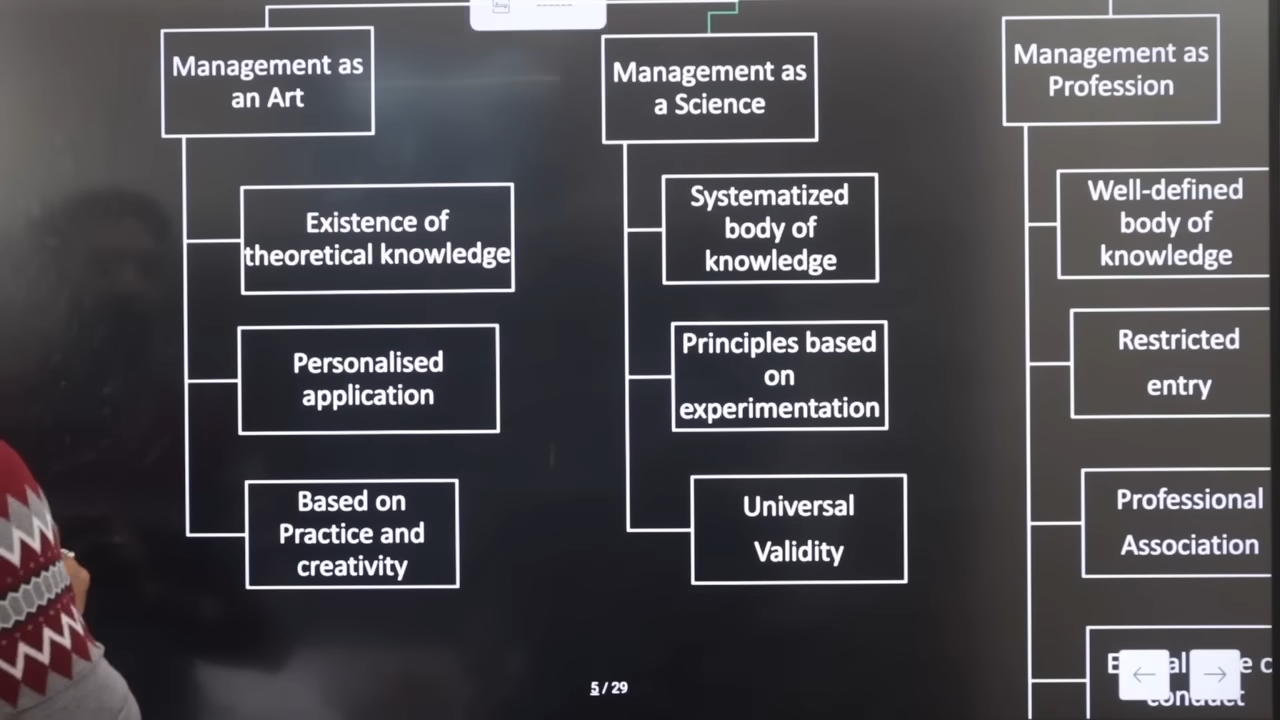 Management as
an Art
Existence of
theoretical knowledge
Personalised
application
Based on
Practice and
creativity
Management as
a Science
Systematized
body of
knowledge
Principles based
on
experimentation
Universal
Validity
Management as
Profession
Well-defined
body of
knowledge
Restricted
entry
Professional
Association
conduct
5 / 29